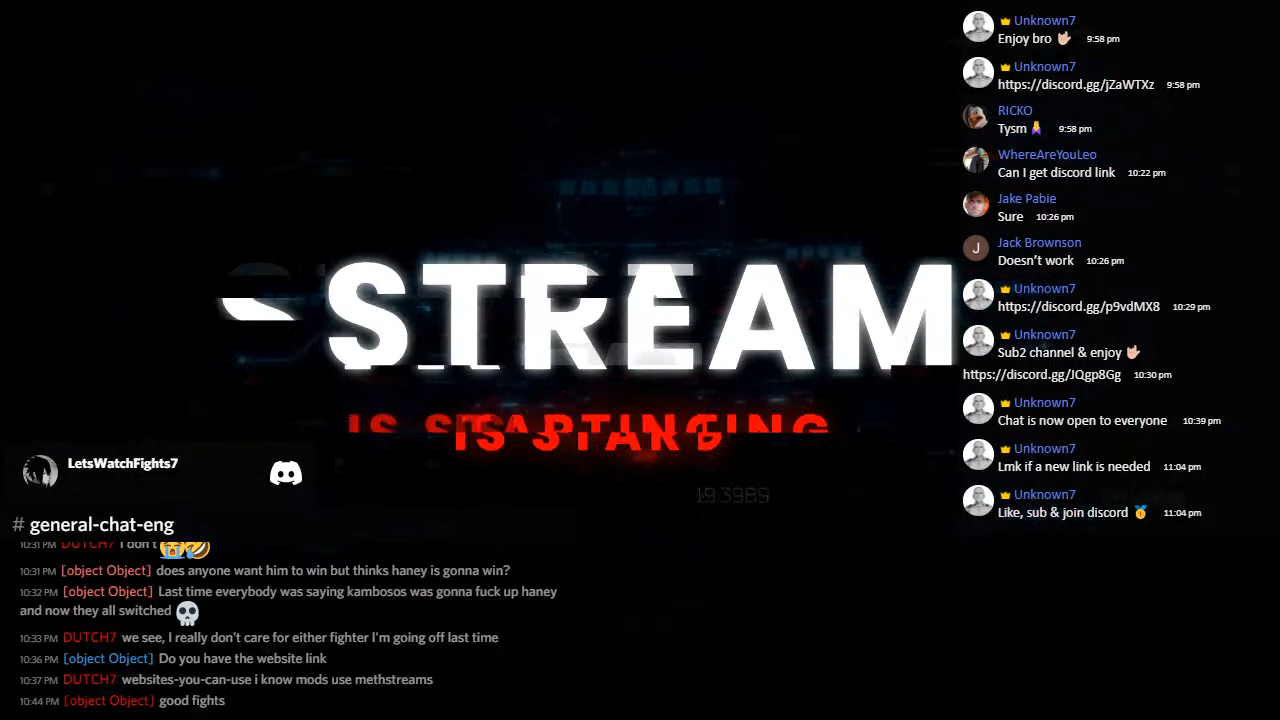 STREAM
IS STARTING
19.3989
LetsWatchFights7
# general-chat-eng
10:31 PM DUTCH7 I don't 😭🤣
10:31 PM [object Object] does anyone want him to win but thinks haney is gonna win?
10:32 PM [object Object] Last time everybody was saying kambosos was gonna fuck up haney
and now they all switched 💀
10:33 PM DUTCH7 we see, I really don't care for either fighter I'm going off last time
10:36 PM [object Object] Do you have the website link
10:37 PM DUTCH7 websites-you-can-use i know mods use methstreams
10:44 PM [object Object] good fights
Unknown7
Enjoy bro 🤟🏻 9:58 pm
Unknown7
https://discord.gg/jZaWTXz 9:58 pm
RICKO
Tysm 🙏 9:58 pm
WhereAreYouLeo
Can I get discord link 10:22 pm
Jake Pabie
Sure 10:26 pm
J
Jack Brownson
Doesn't work 10:26 pm
Unknown7
https://discord.gg/p9vdMX8 10:29 pm
Unknown7
Sub2 channel & enjoy 🤟🏻
https://discord.gg/JQgp8Gg 10:30 pm
Unknown7
Chat is now open to everyone 10:39 pm
Unknown7
Lmk if a new link is needed 11:04 pm
Unknown7
Like, sub & join discord 🥇 11:04 pm